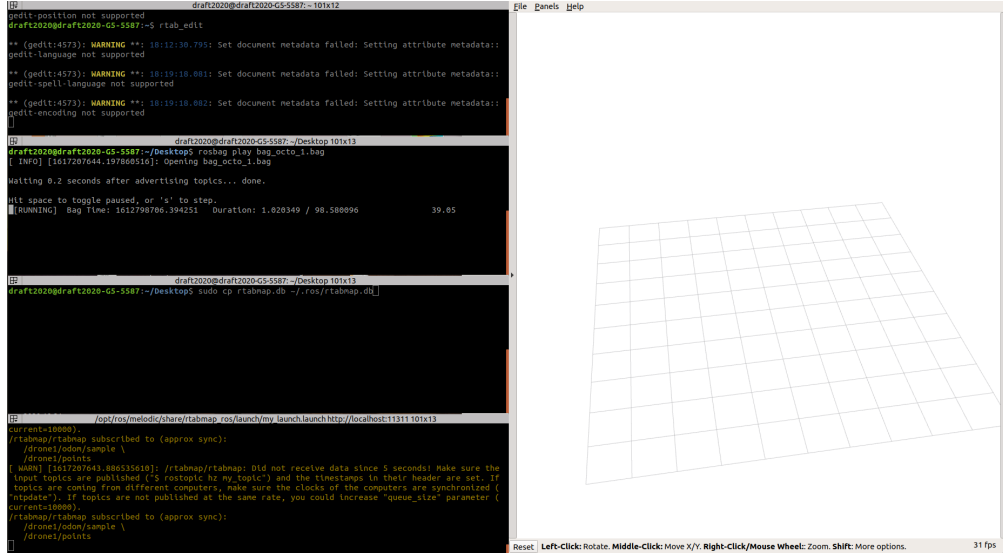 draft2020@draft2020-G5-5587: ~ 101x12
gedit-position not supported
draft2020@draft2020-G5-5587:~$ rtab_edit
** (gedit:4573): WARNING **: 18:12:30.795: Set document metadata failed: Setting attribute metadata::
gedit-language not supported
** (gedit:4573): WARNING **: 18:19:18.081: Set document metadata failed: Setting attribute metadata::
gedit-spell-language not supported
** (gedit:4573): WARNING **: 18:19:18.082: Set document metadata failed: Setting attribute metadata::
gedit-encoding not supported
draft2020@draft2020-G5-5587: ~/Desktop 101x13
draft2020@draft2020-G5-5587:~/Desktop$ rosbag play bag_octo_1.bag
[ INFO] [1617207644.197860516]: Opening bag_octo_1.bag
Waiting 0.2 seconds after advertising topics... done.
Hit space to toggle paused, or 's' to step.
[RUNNING] Bag Time: 1612798706.394251 Duration: 1.020349 / 98.580096 39.05
draft2020@draft2020-G5-5587: ~/Desktop 101x13
draft2020@draft2020-G5-5587:~/Desktop$ sudo cp rtabmap.db ~/.ros/rtabmap.db
/opt/ros/melodic/share/rtabmap_ros/launch/my_launch.launch http://localhost:11311 101x13
current=10000).
/rtabmap/rtabmap subscribed to (approx sync):
/drone1/odom/sample \
/drone1/points
[ WARN] [1617207643.886535610]: /rtabmap/rtabmap: Did not receive data since 5 seconds! Make sure the
input topics are published ("$ rostopic hz my_topic") and the timestamps in their header are set. If
topics are coming from different computers, make sure the clocks of the computers are synchronized (
"ntpdate"). If topics are not published at the same rate, you could increase "queue_size" parameter (
current=10000).
/rtabmap/rtabmap subscribed to (approx sync):
/drone1/odom/sample \
/drone1/points
File Panels Help
Reset Left-Click: Rotate. Middle-Click: Move X/Y. Right-Click/Mouse Wheel:: Zoom. Shift: More options. 31 fps